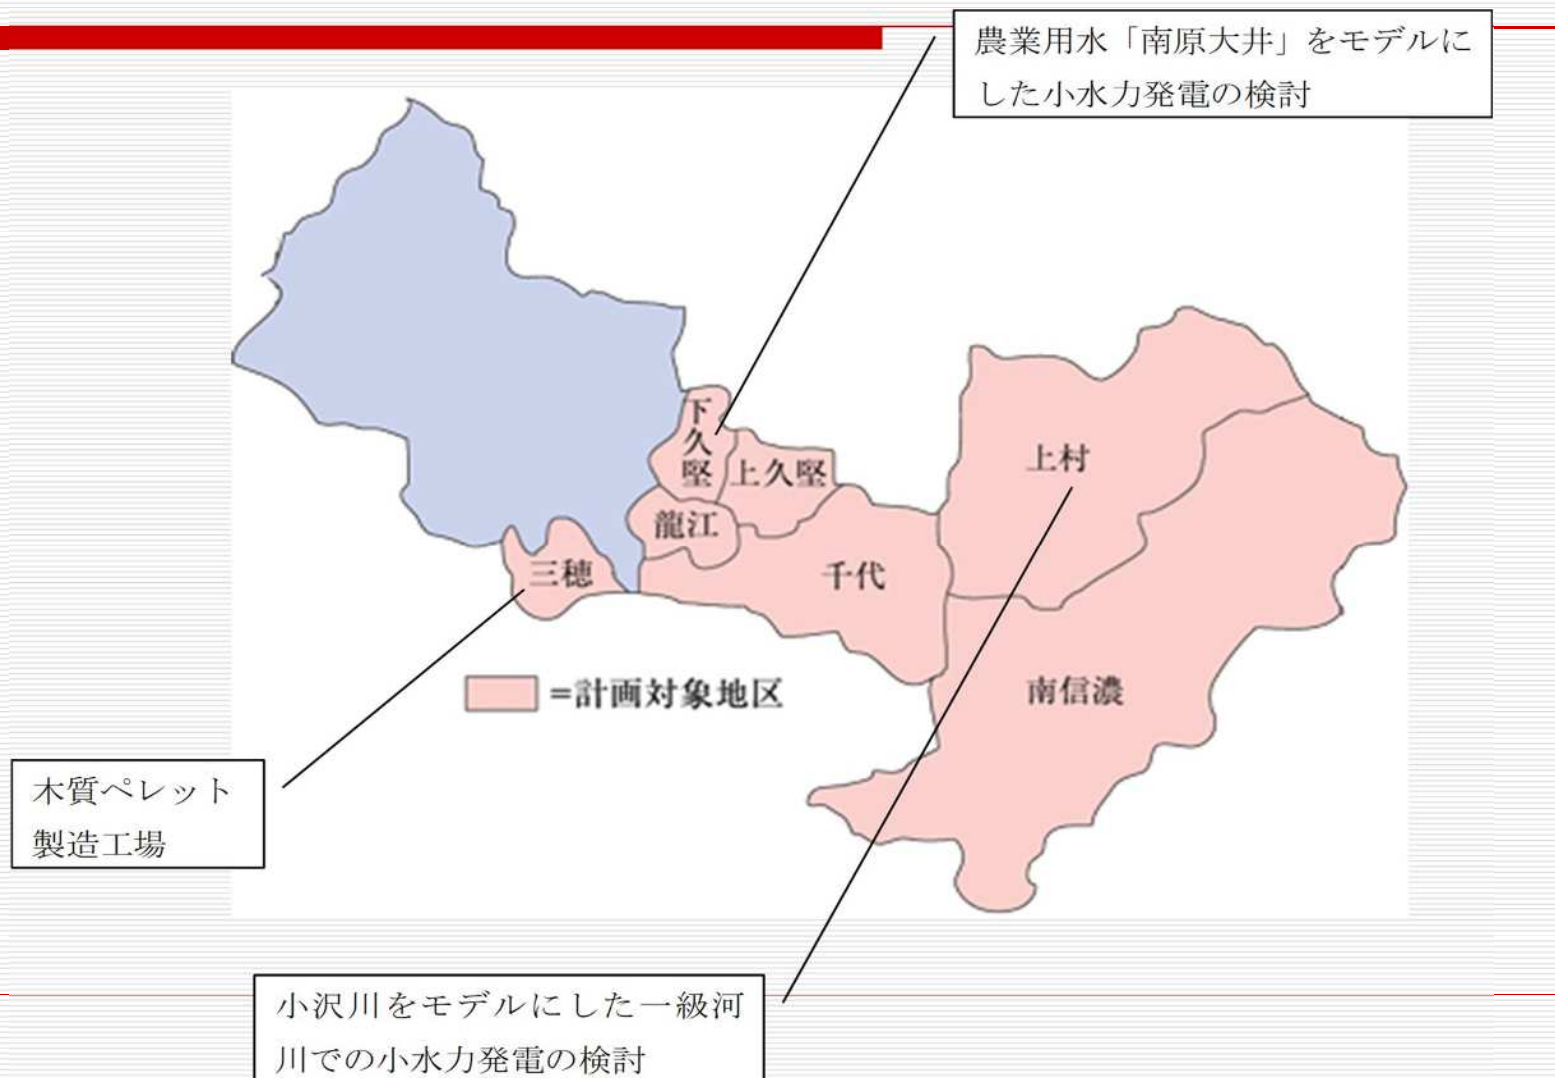 農業用水「南原大井」をモデルに
した小水力発電の検討
下久堅
上久堅
上村
龍江
三穂
千代
=計画対象地区
南信濃
木質ペレット
製造工場
小沢川をモデルにした一級河
川での小水力発電の検討